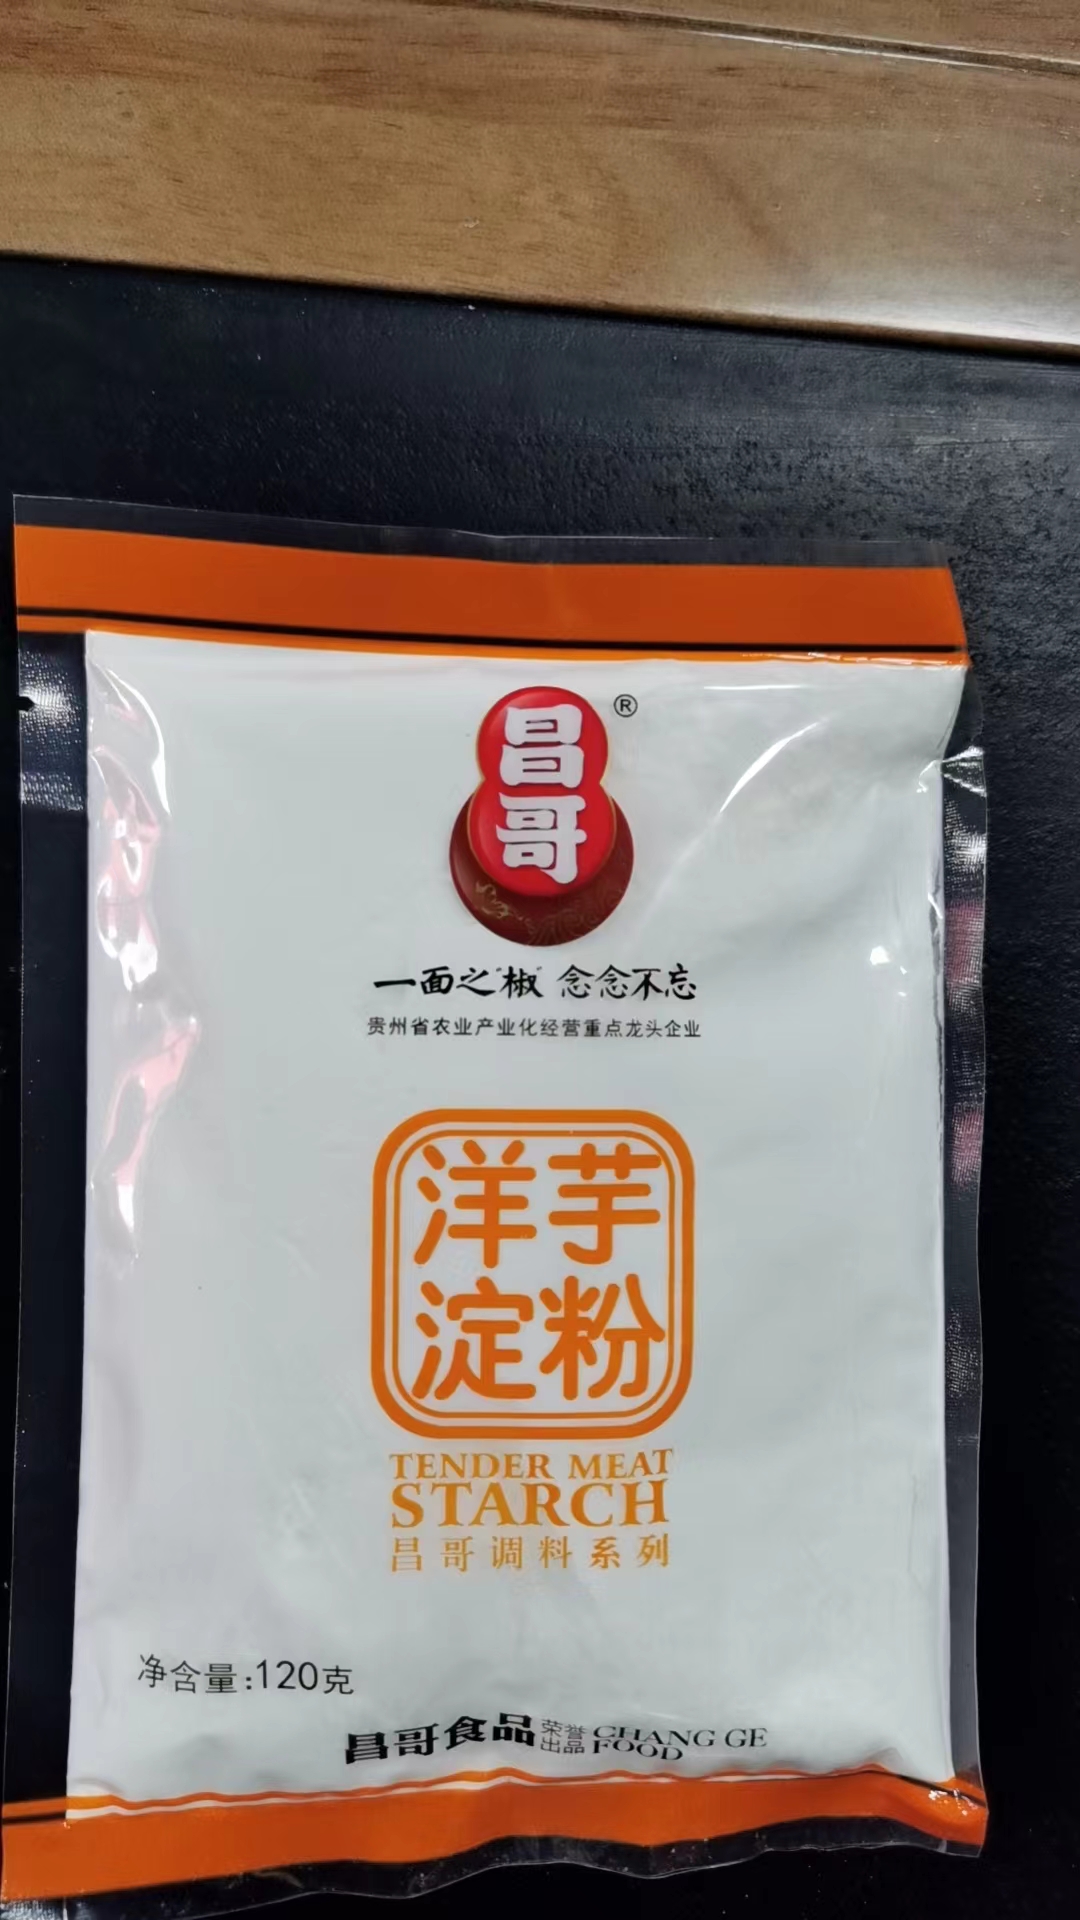 昌哥®
一面之"椒" 念念不忘
贵州省农业产业化经营重点龙头企业
洋芋
淀粉
TENDER MEAT
STARCH
昌哥调料系列
净含量:120克
昌哥食品荣誉出品 CHANG GE FOOD